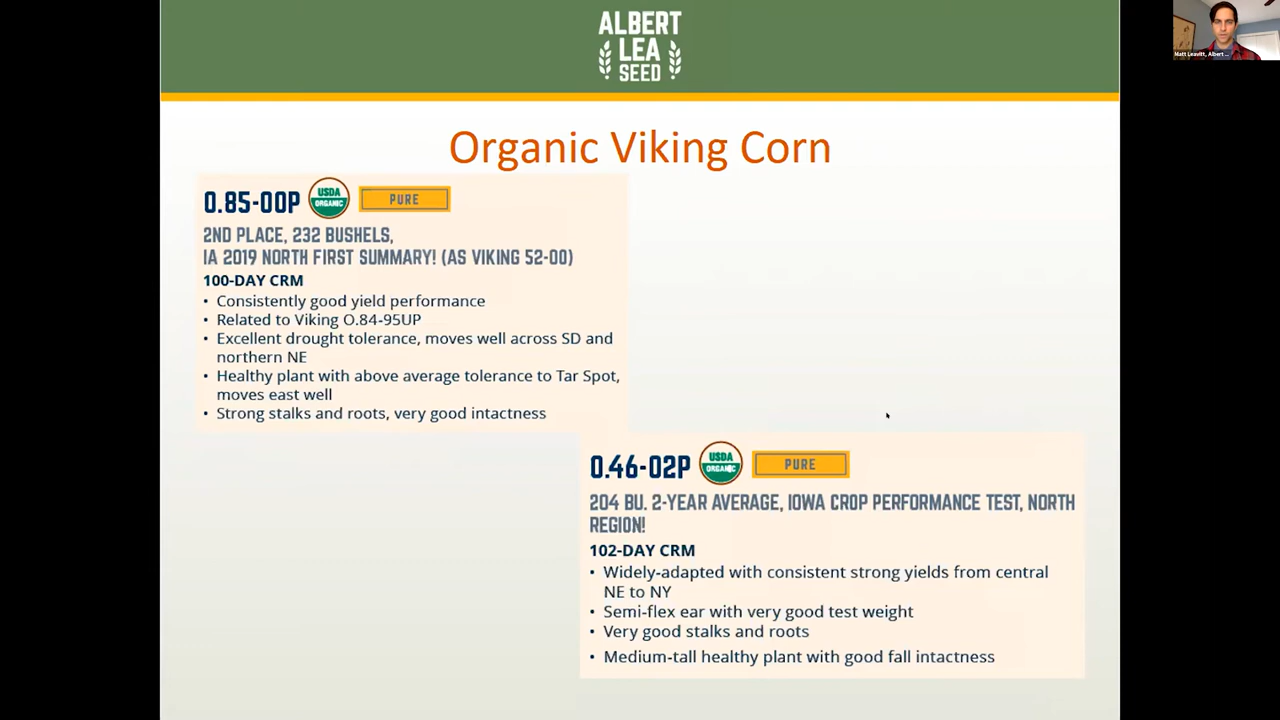 ALBERT
LEA
SEED
Matt Leavitt, Albert ...
Organic Viking Corn
O.85-00P
USDA
ORGANIC
PURE
2ND PLACE, 232 BUSHELS,
IA 2019 NORTH FIRST SUMMARY! (AS VIKING 52-00)
100-DAY CRM
• Consistently good yield performance
• Related to Viking O.84-95UP
• Excellent drought tolerance, moves well across SD and
northern NE
• Healthy plant with above average tolerance to Tar Spot,
moves east well
• Strong stalks and roots, very good intactness
O.46-02P
USDA
ORGANIC
PURE
204 BU. 2-YEAR AVERAGE, IOWA CROP PERFORMANCE TEST, NORTH
REGION!
102-DAY CRM
• Widely-adapted with consistent strong yields from central
NE to NY
• Semi-flex ear with very good test weight
• Very good stalks and roots
• Medium-tall healthy plant with good fall intactness